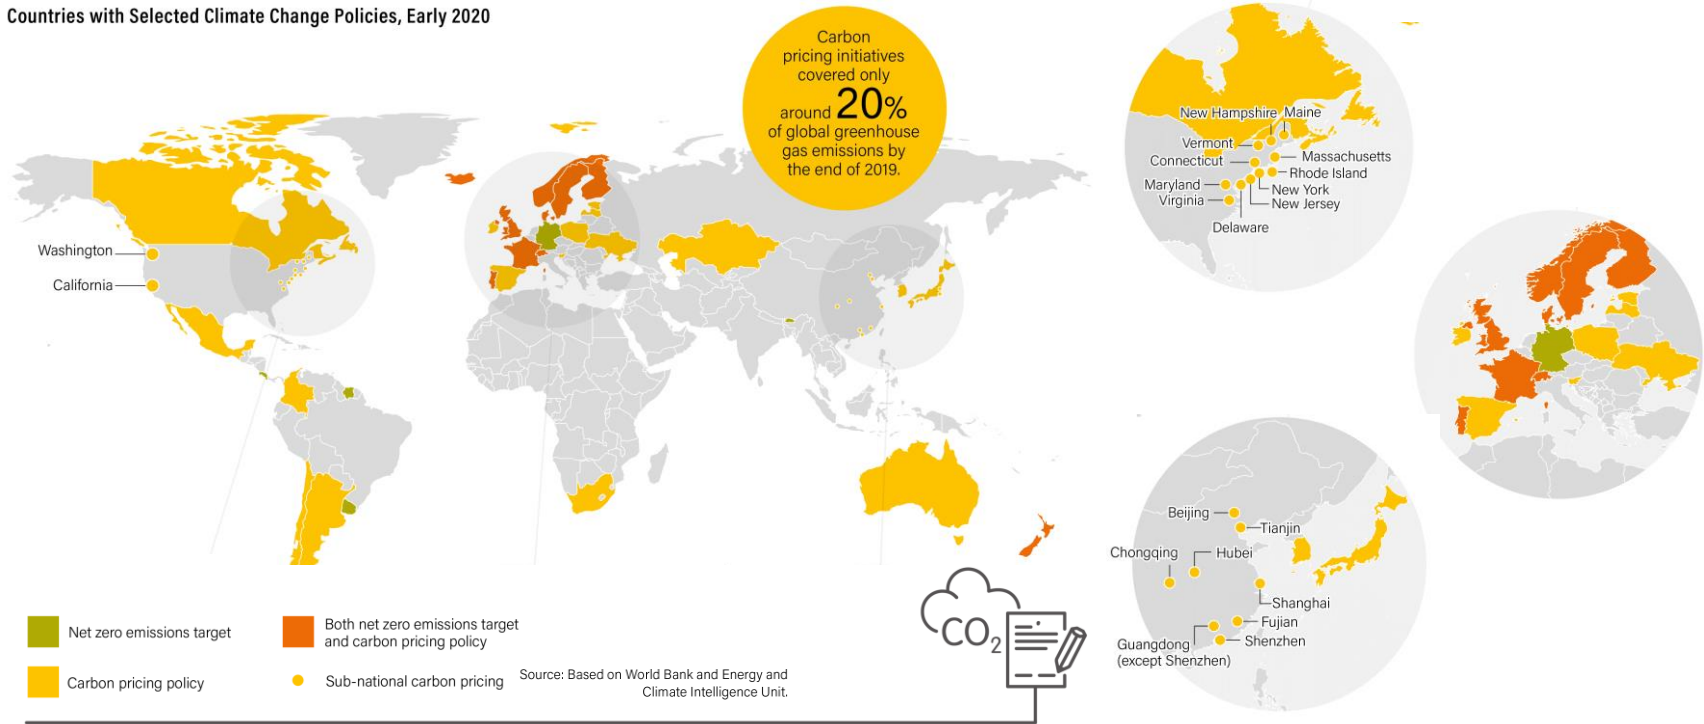 Countries with Selected Climate Change Policies, Early 2020
Carbon
pricing initiatives
covered only
around 20%
of global greenhouse
gas emissions by
the end of 2019.
Washington
California
New Hampshire
Maine
Vermont
Connecticut
Massachusetts
Rhode Island
Maryland
New York
Virginia
New Jersey
Delaware
Beijing
Tianjin
Chongqing
Hubei
Shanghai
Fujian
Guangdong
(except Shenzhen)
Shenzhen
CO2
Net zero emissions target
Both net zero emissions target
and carbon pricing policy
Carbon pricing policy
Sub-national carbon pricing
Source: Based on World Bank and Energy and
Climate Intelligence Unit.